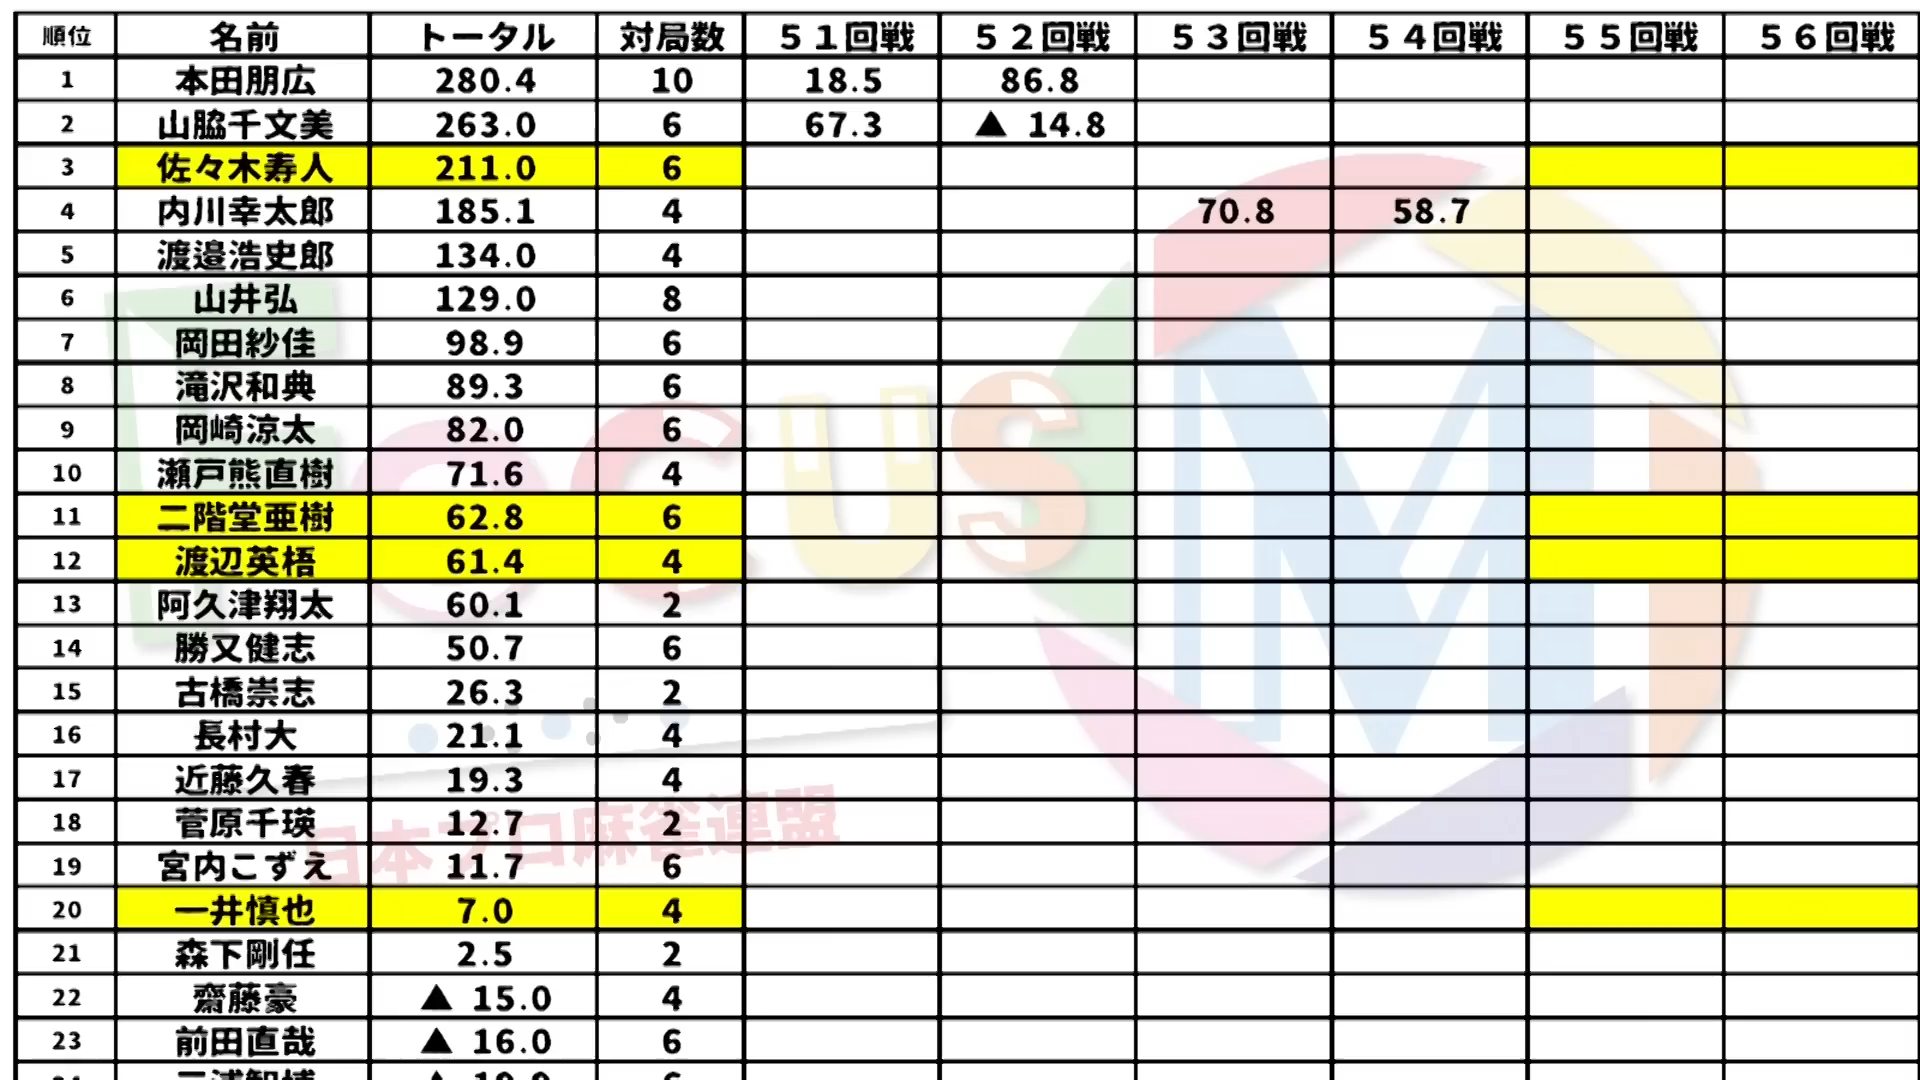 順位 名前 トータル 対局数 ５１回戦 ５２回戦 ５３回戦 ５４回戦 ５５回戦 ５６回戦
1 本田朋広 280.4 10 18.5 86.8
2 山脇千文美 263.0 6 67.3 ▲ 14.8
3 佐々木寿人 211.0 6
4 内川幸太郎 185.1 4 70.8 58.7
5 渡邉浩史郎 134.0 4
6 山井弘 129.0 8
7 岡田紗佳 98.9 6
8 滝沢和典 89.3 6
9 岡崎涼太 82.0 6
10 瀬戸熊直樹 71.6 4
11 二階堂亜樹 62.8 6
12 渡辺英梧 61.4 4
13 阿久津翔太 60.1 2
14 勝又健志 50.7 6
15 古橋崇志 26.3 2
16 長村大 21.1 4
17 近藤久春 19.3 4
18 菅原千瑛 12.7 2
19 宮内こずえ 11.7 6
20 一井慎也 7.0 4
21 森下剛任 2.5 2
22 齋藤豪 ▲ 15.0 4
23 前田直哉 ▲ 16.0 6
FOCUS M
日本プロ麻雀連盟